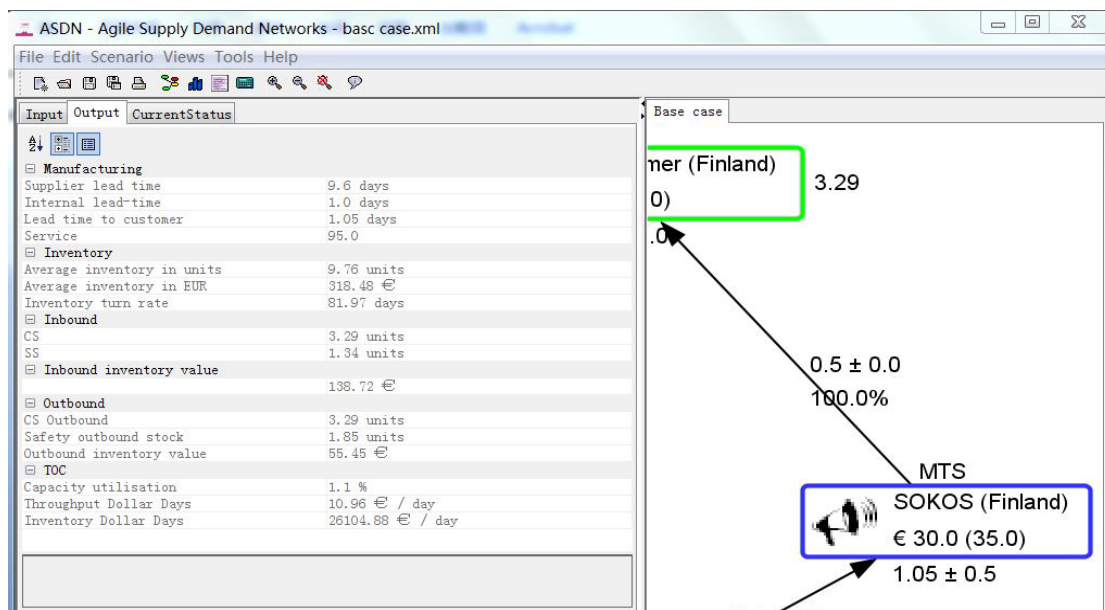 ASDN - Agile Supply Demand Networks - basc case.xml
File Edit Scenario Views Tools Help
Input Output CurrentStatus
Manufacturing
Supplier lead time 9.6 days
Internal lead-time 1.0 days
Lead time to customer 1.05 days
Service 95.0
Inventory
Average inventory in units 9.76 units
Average inventory in EUR 318.48 €
Inventory turn rate 81.97 days
Inbound
CS 3.29 units
SS 1.34 units
Inbound inventory value
138.72 €
Outbound
CS Outbound 3.29 units
Safety outbound stock 1.85 units
Outbound inventory value 55.45 €
TOC
Capacity utilisation 1.1 %
Throughput Dollar Days 10.96 € / day
Inventory Dollar Days 26104.88 € / day
Base case
mer (Finland)
0)
.0
3.29
0.5 ± 0.0
100.0%
MTS
SOKOS (Finland)
€ 30.0 (35.0)
1.05 ± 0.5